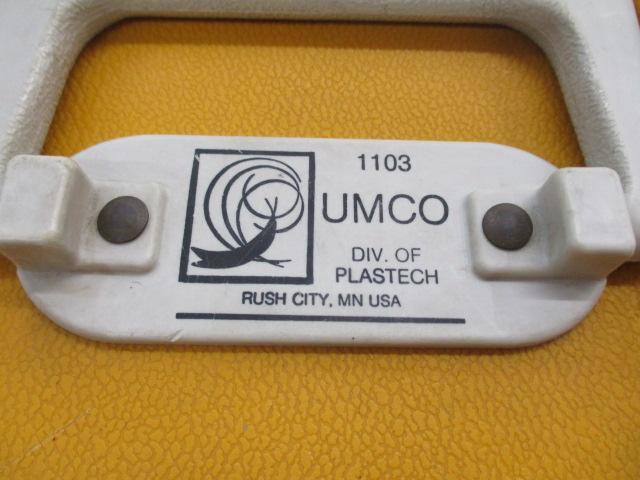 1103
UMCO
DIV. OF
PLASTECH
RUSH CITY, MN USA